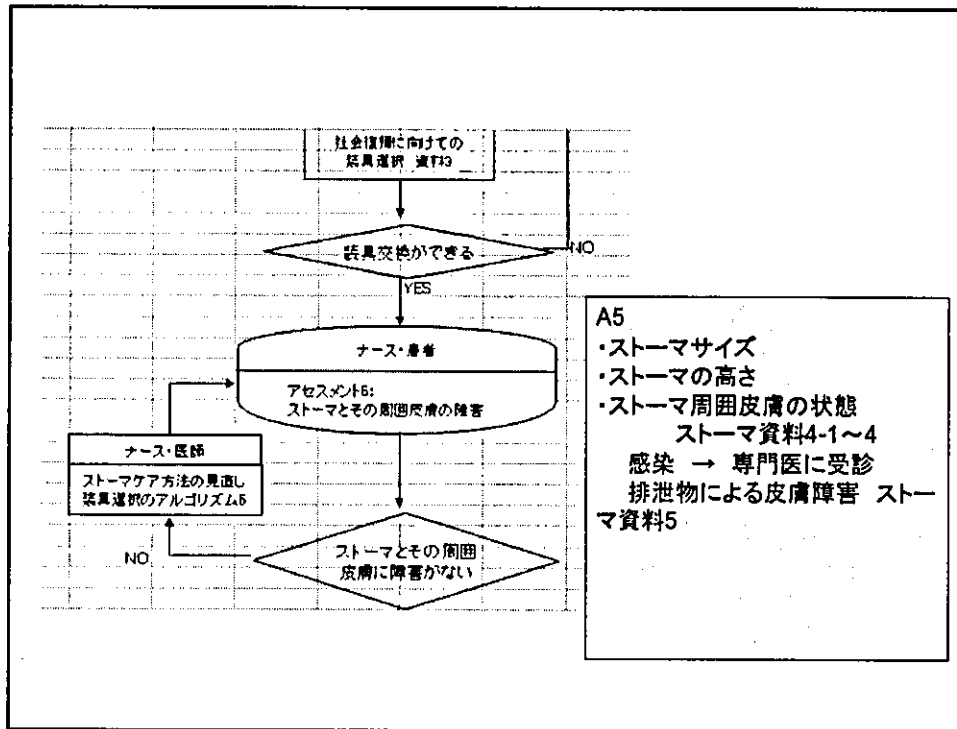 社会復帰に向けての
装具選択 資料3
装具交換ができる
NO
YES
ナース・患者
アセスメント5:
ストーマとその周囲皮膚の障害
ナース・医師
ストーマケア方法の見直し
装具選択のアルゴリズム5
NO
ストーマとその周囲
皮膚に障害がない
A5
・ストーマサイズ
・ストーマの高さ
・ストーマ周囲皮膚の状態
ストーマ資料4-1～4
感染 → 専門医に受診
排泄物による皮膚障害 ストー
マ資料5